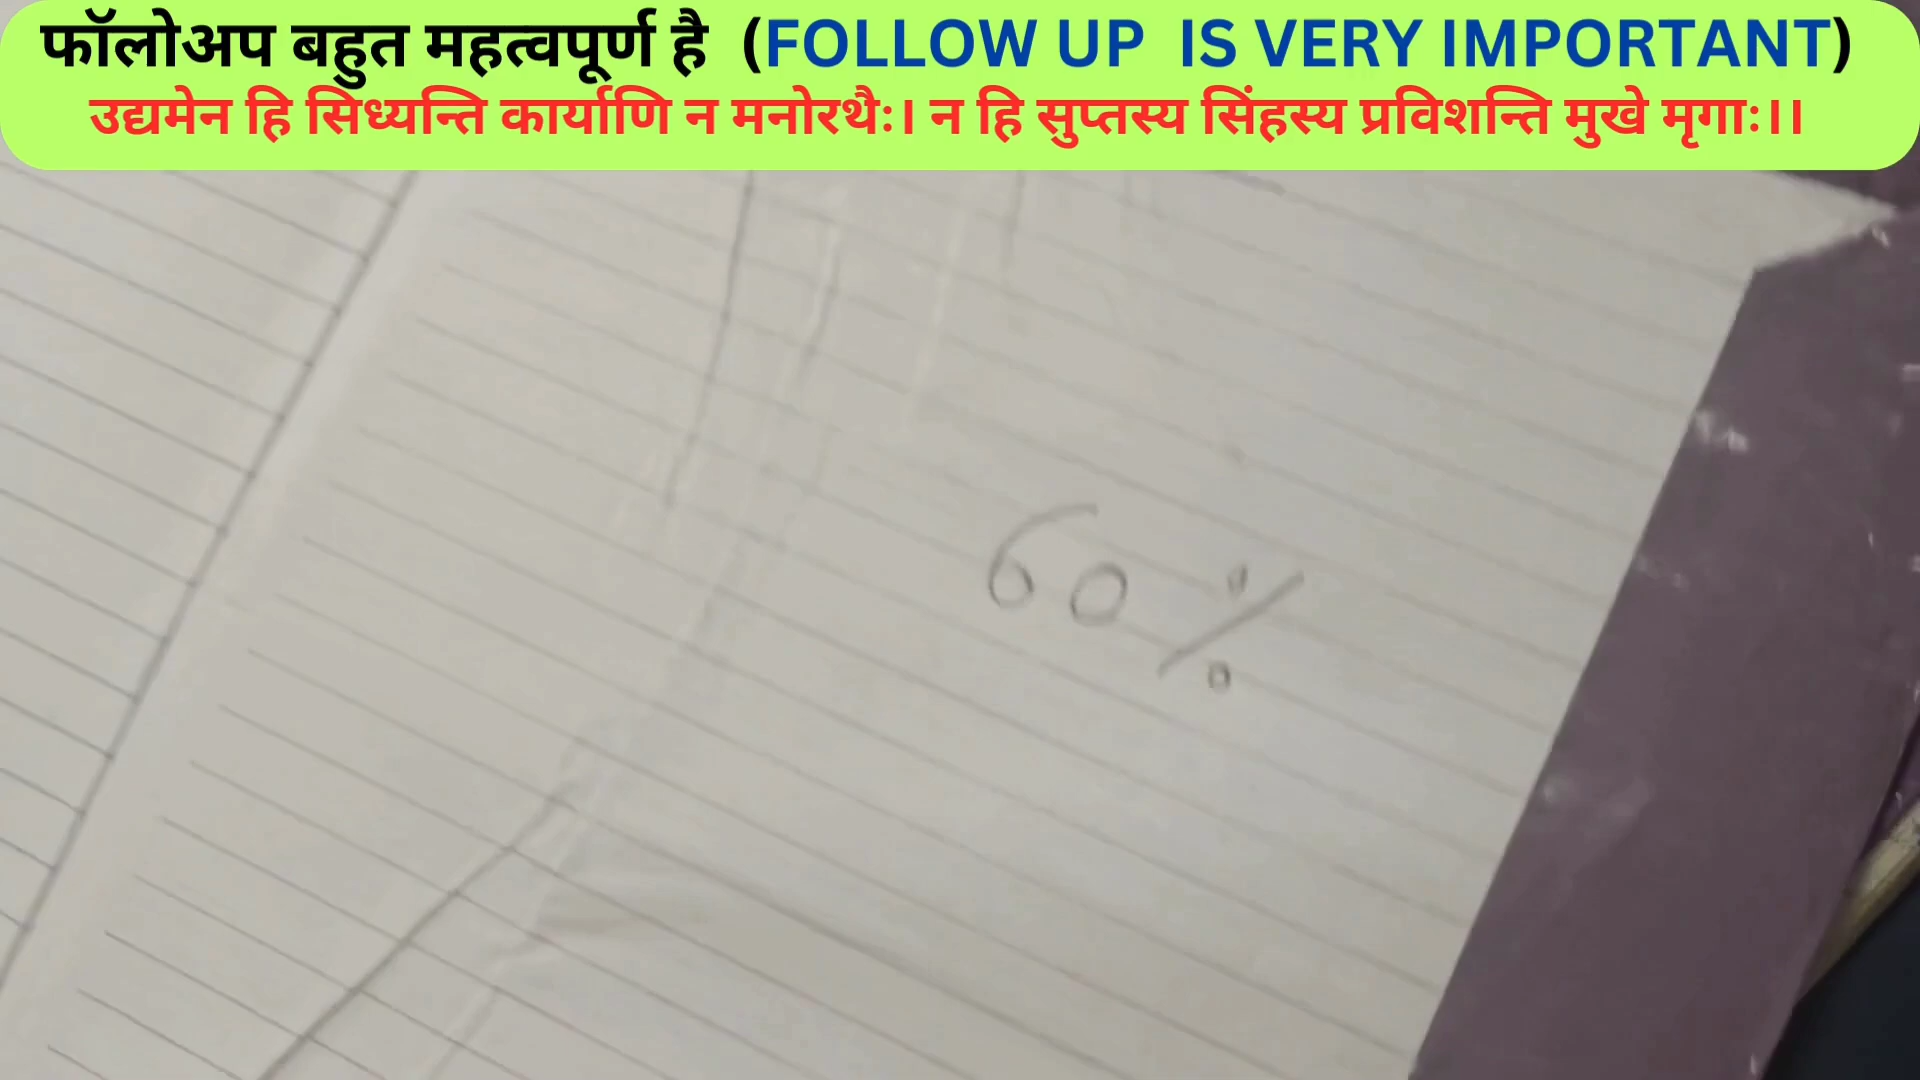 फॉलोअप बहुत महत्वपूर्ण है (FOLLOW UP IS VERY IMPORTANT)
उद्यमेन हि सिध्यन्ति कार्याणि न मनोरथैः। न हि सुप्तस्य सिंहस्य प्रविशन्ति मुखे मृगाः।।
60%